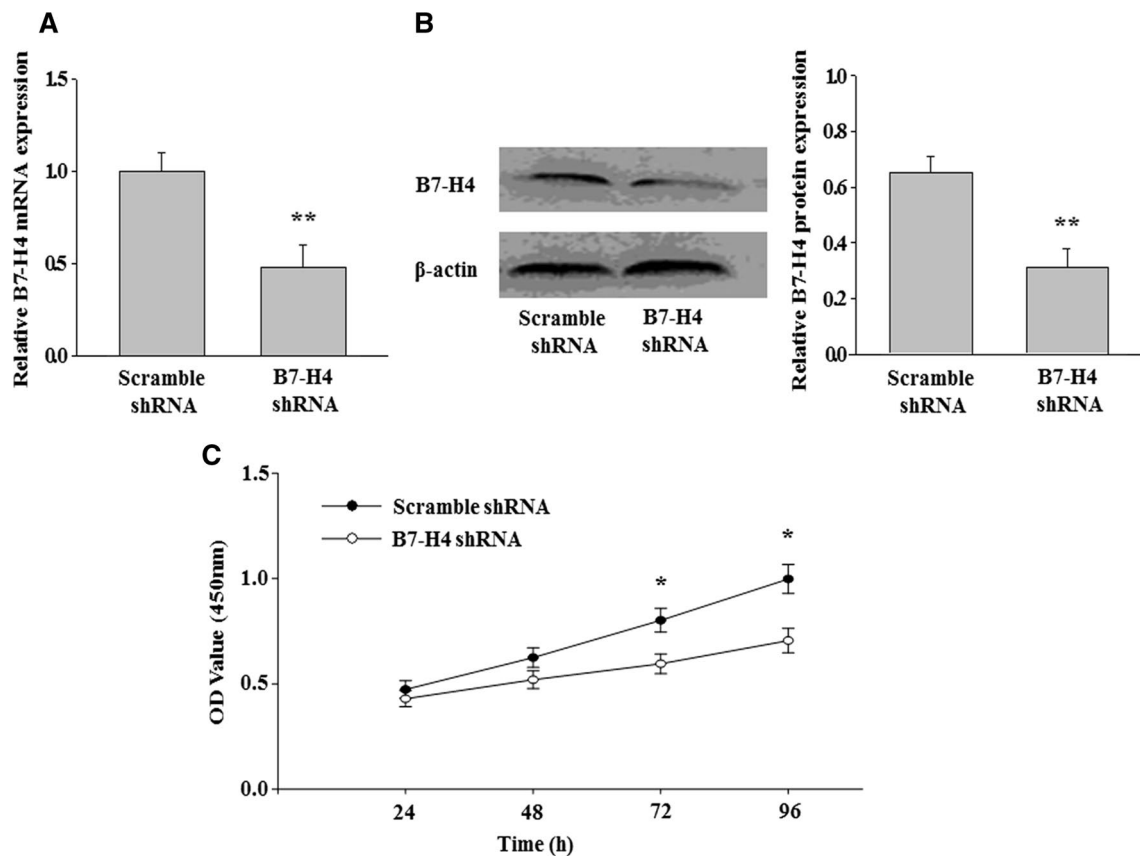 A
Relative B7-H4 mRNA expression
1.5
1.0
0.5
0.0
**
Scramble
shRNA
B7-H4
shRNA
B
B7-H4
β-actin
Scramble
shRNA
B7-H4
shRNA
Relative B7-H4 protein expression
1.0
0.8
0.6
0.4
0.2
0.0
**
Scramble
shRNA
B7-H4
shRNA
C
OD Value (450nm)
1.5
1.0
0.5
0.0
Scramble shRNA
B7-H4 shRNA
*
*
24
48
72
96
Time (h)